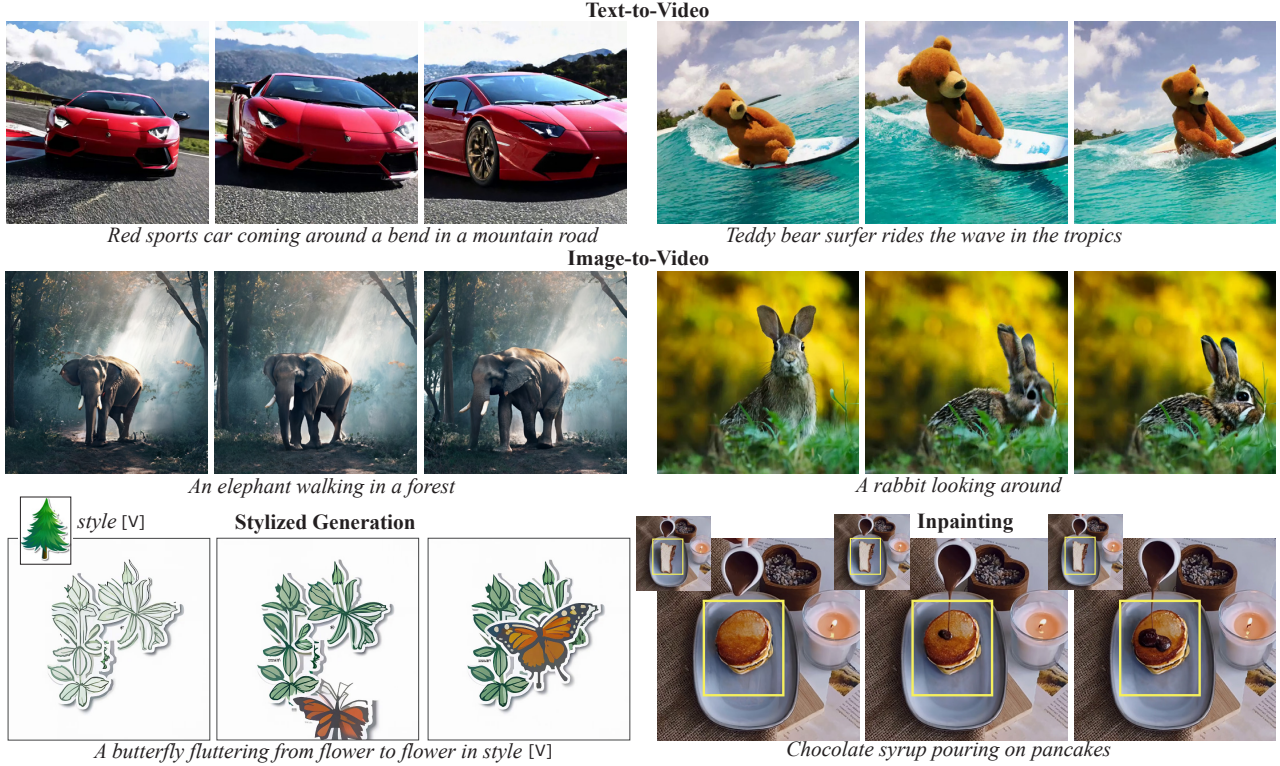 Text-to-Video
Red sports car coming around a bend in a mountain road
Teddy bear surfer rides the wave in the tropics
Image-to-Video
An elephant walking in a forest
A rabbit looking around
style [V]
Stylized Generation
Inpainting
A butterfly fluttering from flower to flower in style [V]
Chocolate syrup pouring on pancakes